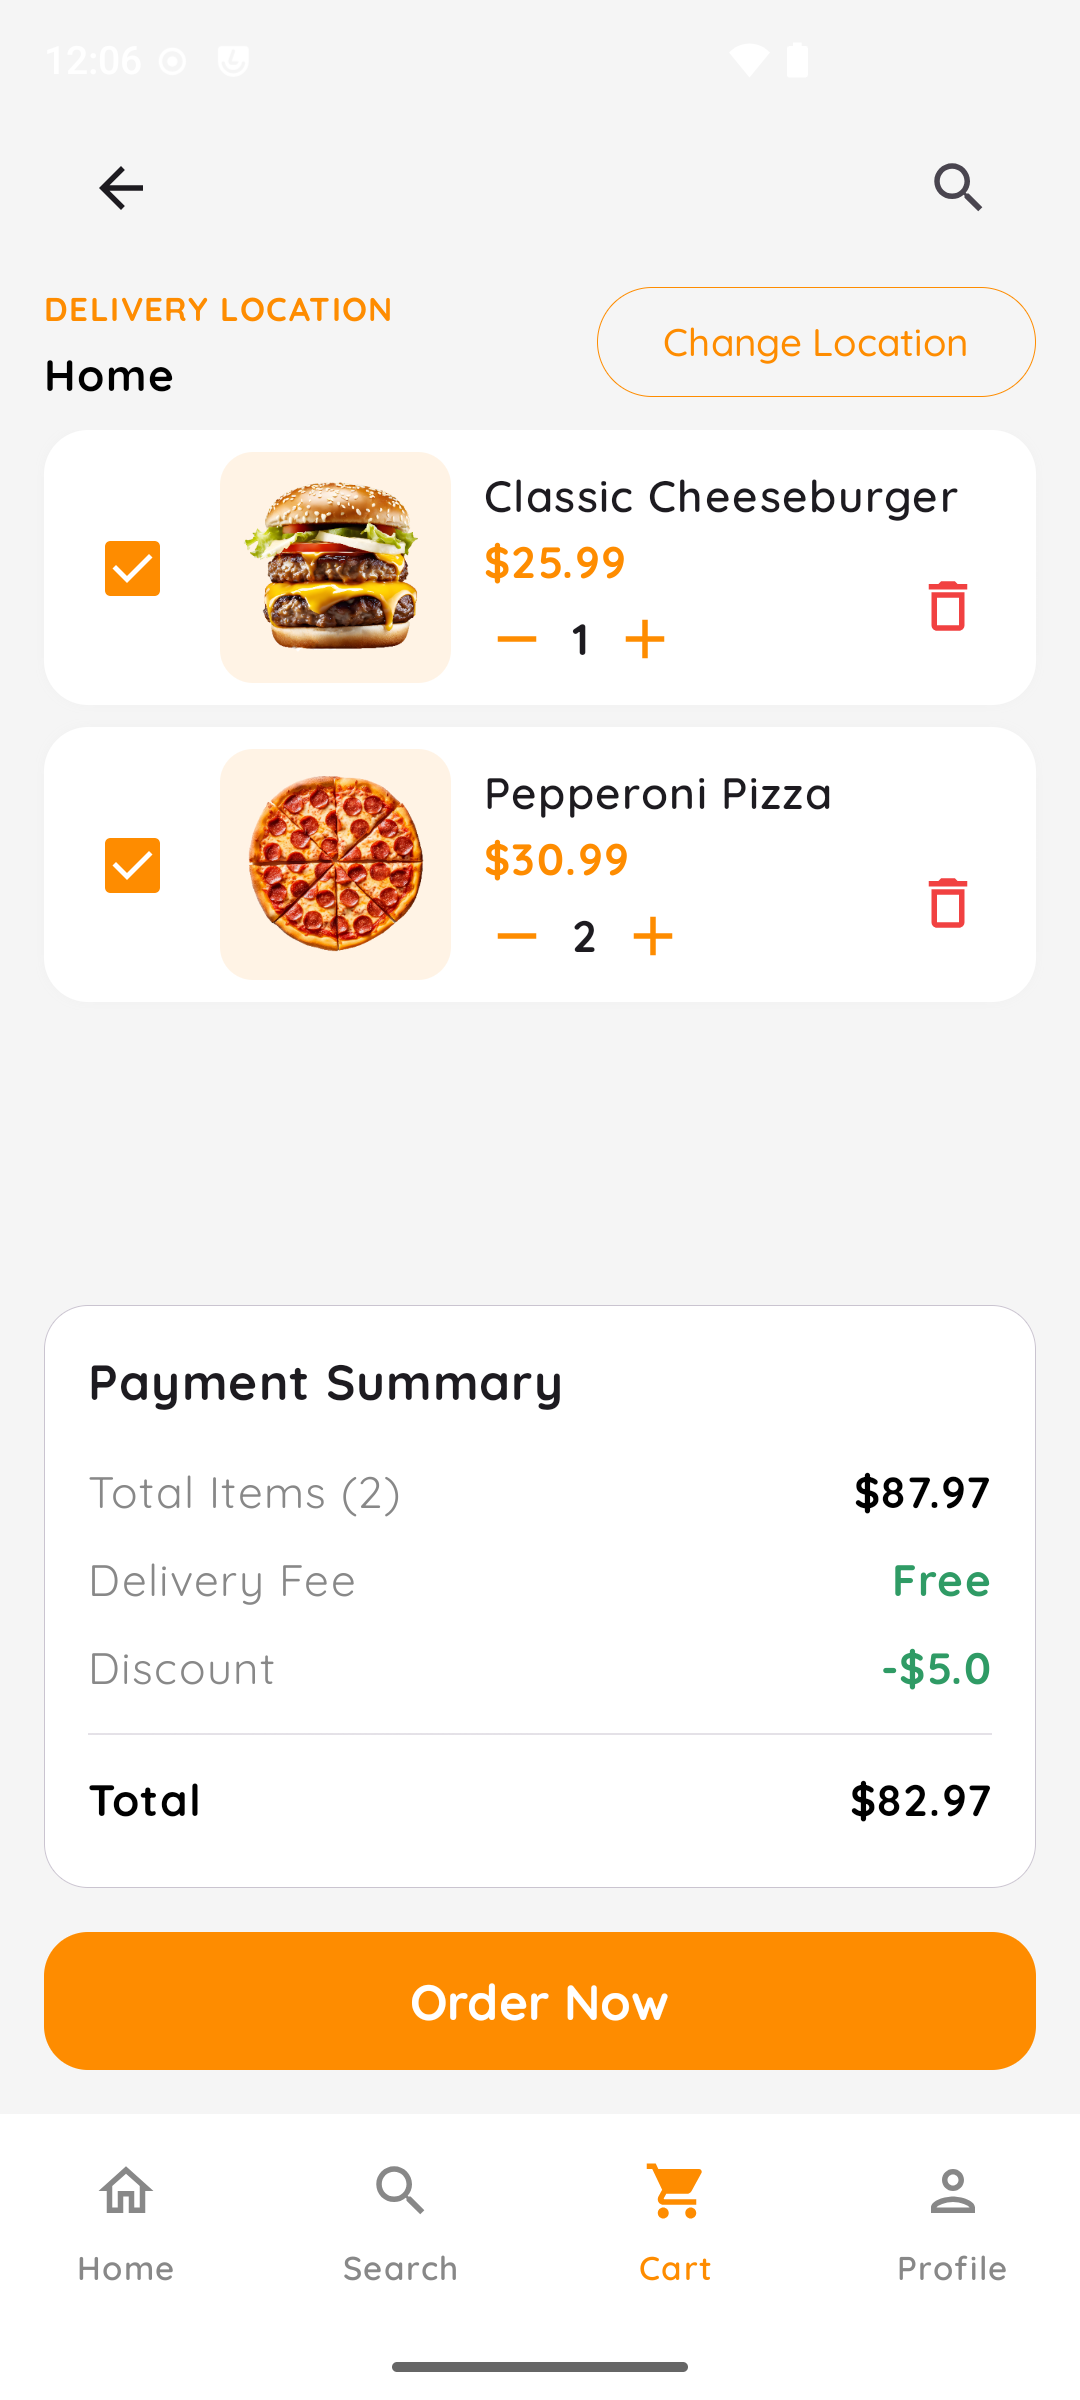 12:06
DELIVERY LOCATION
Home
Change Location
Classic Cheeseburger
$25.99
1
Pepperoni Pizza
$30.99
2
Payment Summary
Total Items (2) $87.97
Delivery Fee Free
Discount -$5.0
Total $82.97
Order Now
Home Search Cart Profile